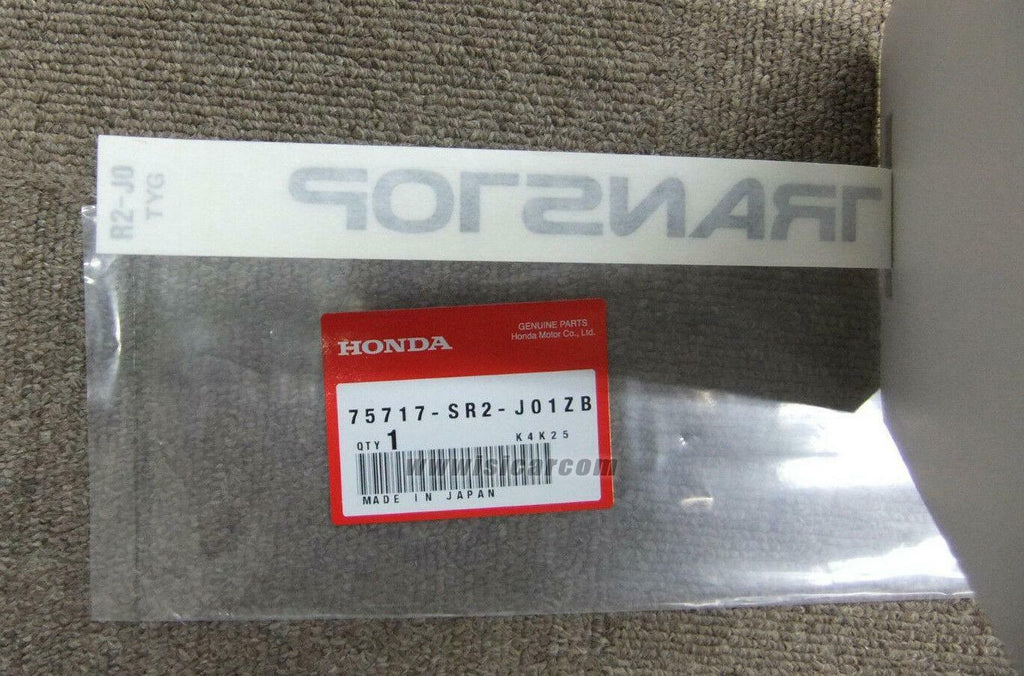 R2-J0
TYG
TRANSTOP
HONDA
GENUINE PARTS
Honda Motor Co., Ltd.
75717-SR2-J01ZB
QTY 1
K4K25
www.isicar.com
MADE IN JAPAN